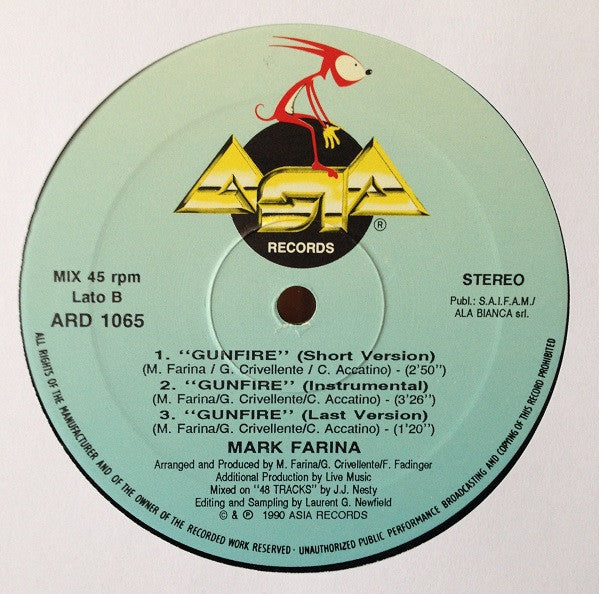 ASIA
®
RECORDS
MIX 45 rpm
Lato B
ARD 1065
STEREO
Publ.: S.A.I.F.A.M./
ALA BIANCA srl.
1. "GUNFIRE" (Short Version)
(M. Farina / G. Crivellente / C. Accatino) - (2'50")
2. "GUNFIRE" (Instrumental)
(M. Farina/G. Crivellente/C. Accatino) - (3'26")
3. "GUNFIRE" (Last Version)
(M. Farina/G. Crivellente/C. Accatino) - (1'20")
MARK FARINA
Arranged and Produced by M. Farina/G. Crivellente/F. Fadinger
Additional Production by Live Music
Mixed on "48 TRACKS" by J.J. Nesty
Editing and Sampling by Laurent G. Newfield
© & ℗ 1990 ASIA RECORDS
ALL RIGHTS OF THE MANUFACTURER AND OF THE OWNER OF THE RECORDED WORK RESERVED - UNAUTHORIZED PUBLIC PERFORMANCE BROADCASTING AND COPYING OF THIS RECORD PROHIBITED